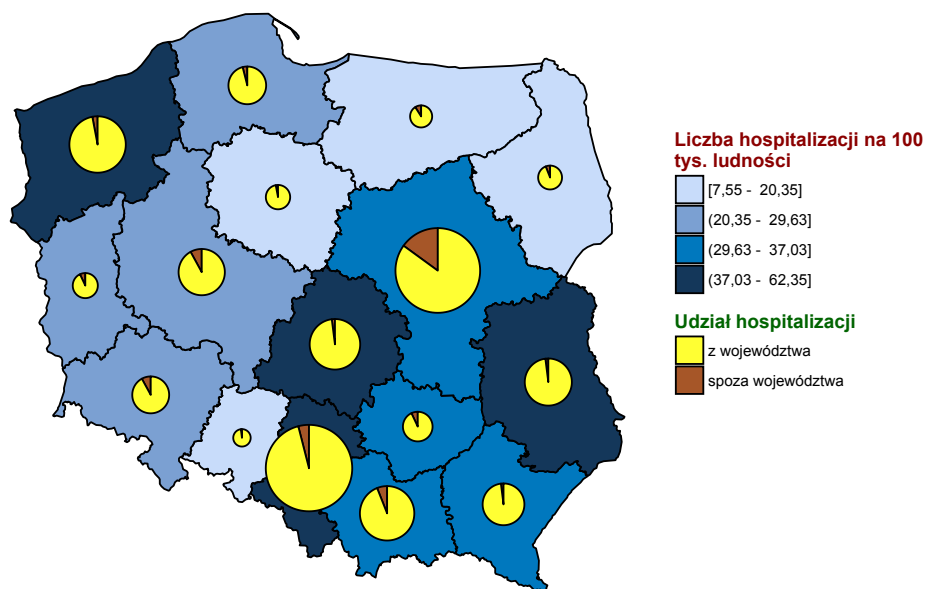 Liczba hospitalizacji na 100
tys. ludności
[7,55 - 20,35]
(20,35 - 29,63]
(29,63 - 37,03]
(37,03 - 62,35]
Udział hospitalizacji
z województwa
spoza województwa